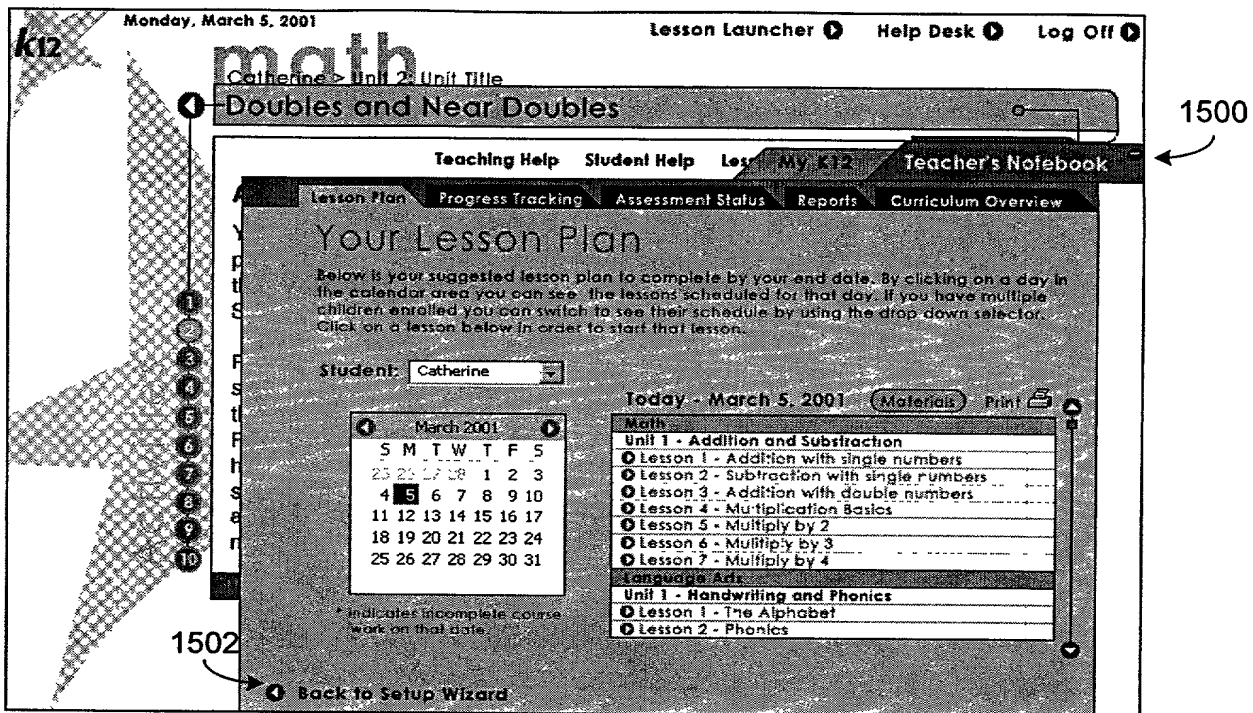 k12
Monday, March 5, 2001
Lesson Launcher
Help Desk
Log Off
math
Catherine > Unit 2: Unit Title
Doubles and Near Doubles
1500
Teaching Help
Student Help
My K12
Teacher's Notebook
Lesson Plan
Progress Tracking
Assessment Status
Reports
Curriculum Overview
Your Lesson Plan
Below is your suggested lesson plan to complete by your end date. By clicking on a day in
the calendar area you can see the lessons scheduled for that day. If you have multiple
children enrolled you can switch to see their schedule by using the drop down selector.
Click on a lesson below in order to start that lesson.
1
2
3
4
5
6
7
8
9
10
Student: Catherine
March 2001
S M T W T F S
25 26 27 28 1 2 3
4 5 6 7 8 9 10
11 12 13 14 15 16 17
18 19 20 21 22 23 24
25 26 27 28 29 30 31
* indicates incomplete course
work on that date.
Today - March 5, 2001
Materials
Print
Math
Unit 1 - Addition and Substraction
Lesson 1 - Addition with single numbers
Lesson 2 - Subtraction with single numbers
Lesson 3 - Addition with double numbers
Lesson 4 - Multiplication Basics
Lesson 5 - Multiply by 2
Lesson 6 - Mulitiply by 3
Lesson 7 - Multiply by 4
Language Arts
Unit 1 - Handwriting and Phonics
Lesson 1 - The Alphabet
Lesson 2 - Phonics
1502
Back to Setup Wizard